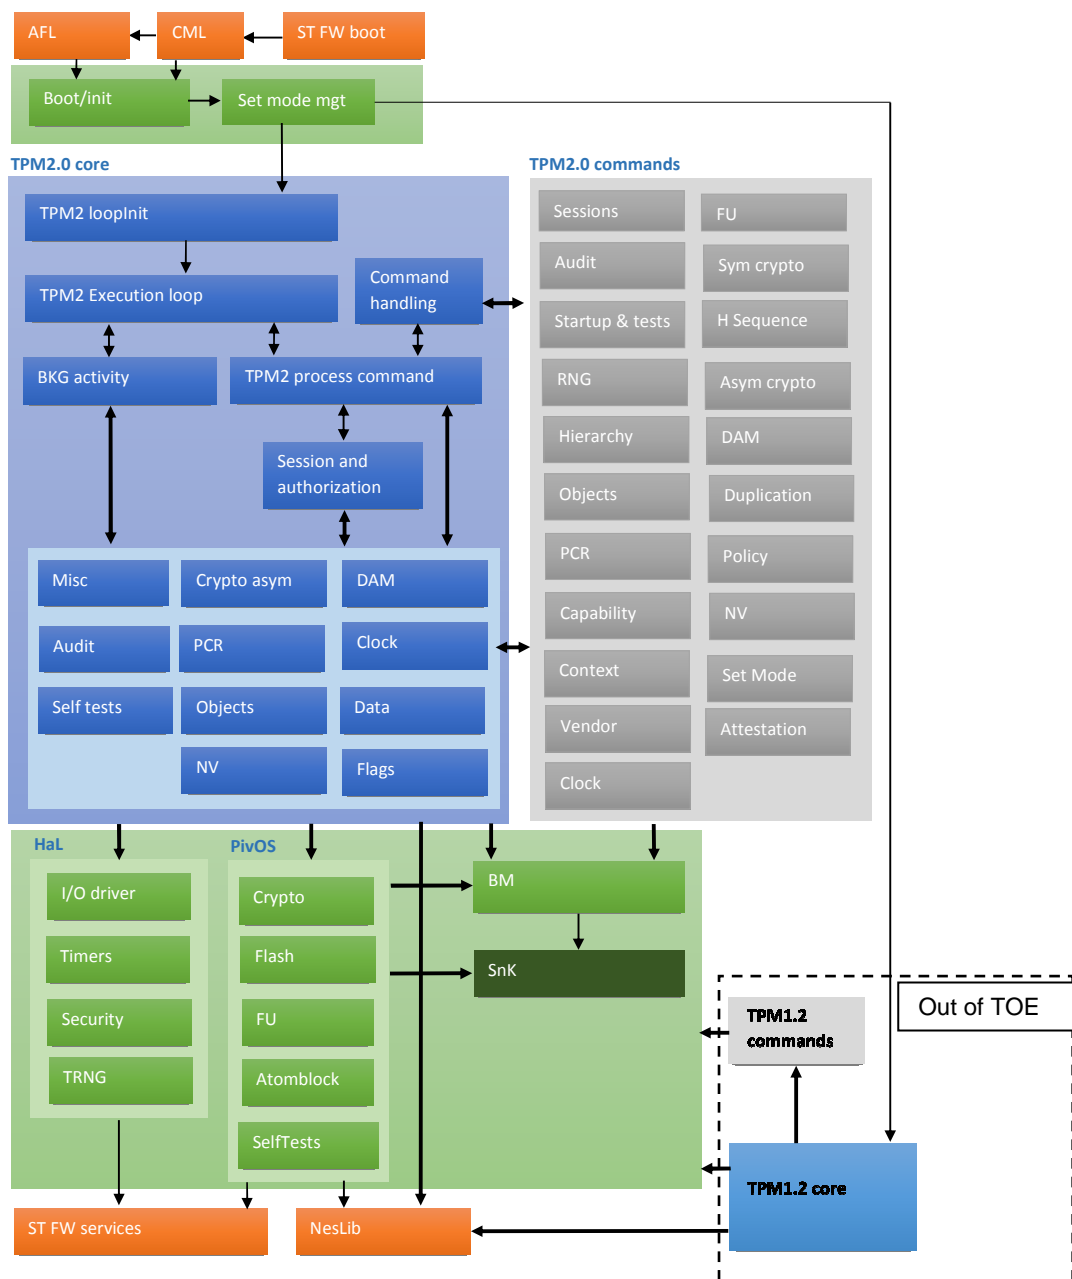 AFL
CML
ST FW boot
Boot/init
Set mode mgt
TPM2.0 core
TPM2.0 commands
TPM2 loopInit
TPM2 Execution loop
Command
handling
BKG activity
TPM2 process command
Session and
authorization
Misc
Crypto asym
DAM
Audit
PCR
Clock
Self tests
Objects
Data
NV
Flags
Sessions
FU
Audit
Sym crypto
Startup & tests
H Sequence
RNG
Asym crypto
Hierarchy
DAM
Objects
Duplication
PCR
Policy
Capability
NV
Context
Set Mode
Vendor
Attestation
Clock
HaL
I/O driver
Timers
Security
TRNG
PivOS
Crypto
Flash
FU
Atomblock
SelfTests
BM
SnK
Out of TOE
TPM1.2
commands
TPM1.2 core
ST FW services
NesLib